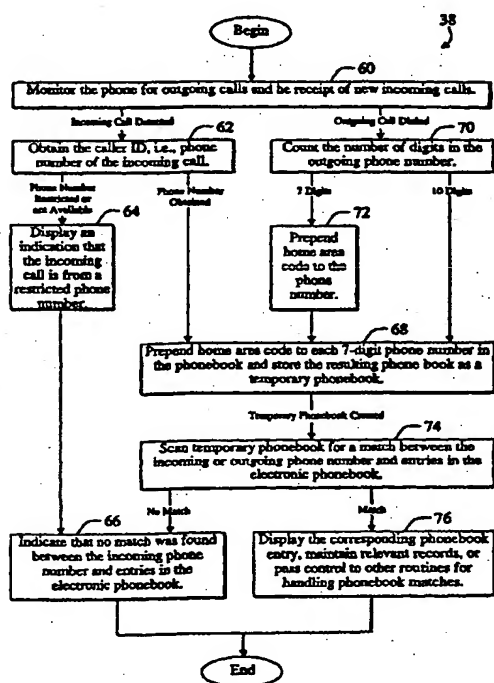 Begin
38
60
Monitor the phone for outgoing calls and he receipt of new incoming calls.
Incoming Call Detected
Outgoing Call Dialed
62
70
Obtain the caller ID, i.e., phone
number of the incoming call.
Count the number of digits in the
outgoing phone number.
Phone Number
Restricted or
not Available
Phone Number
Obtained
7 Digits
10 Digits
64
72
Display an
indication that
the incoming
call is from a
restricted phone
number.
Prepend
home area
code to the
phone
number.
68
Prepend home area code to each 7-digit phone number in
the phonebook and store the resulting phone book as a
temporary phonebook.
Temporary Phonebook Created
74
Scan temporary phonebook for a match between the
incoming or outgoing phone number and entries in the
electronic phonebook.
No Match
Match
66
76
Indicate that no match was found
between the incoming phone
number and entries in the
electronic phonebook.
Display the corresponding phonebook
entry, maintain relevant records, or
pass control to other routines for
handling phonebook matches.
End